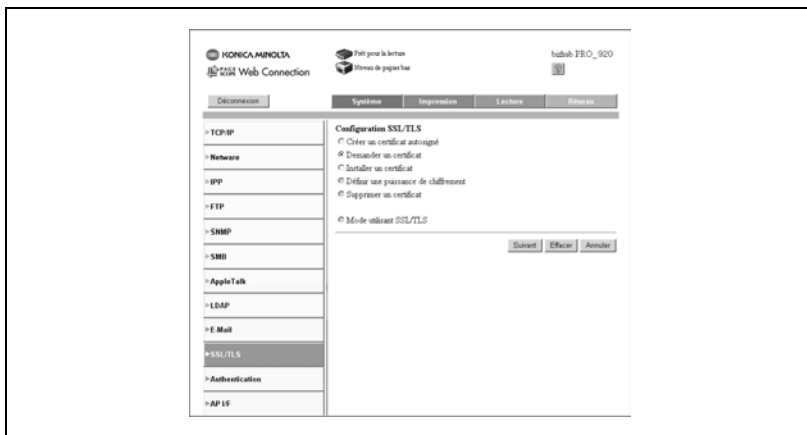 KONICA MINOLTA
PAGE SCOPE Web Connection
Prêt pour la lecture
Niveau de papier bas
bizhub PRO_920
Déconnexion
Système
Impression
Lecture
Réseau
TCP/IP
Netware
IPP
FTP
SNMP
SMB
AppleTalk
LDAP
E-Mail
SSL/TLS
Authentication
AP I/F
Configuration SSL/TLS
Créer un certificat autosigné
Demander un certificat
Installer un certificat
Définir une puissance de chiffrement
Supprimer un certificat
Mode utilisant SSL/TLS
Suivant
Effacer
Annuler